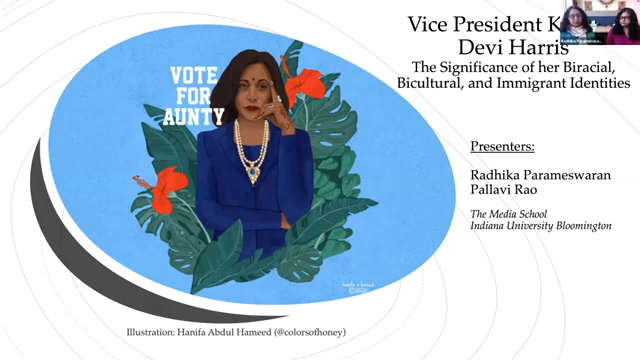 Vice President K
Devi Harris
The Significance of her Biracial,
Bicultural, and Immigrant Identities
VOTE
FOR
AUNTY
Presenters:
Radhika Parameswaran
Pallavi Rao
The Media School
Indiana University Bloomington
Illustration: Hanifa Abdul Hameed (@colorsofhoney)